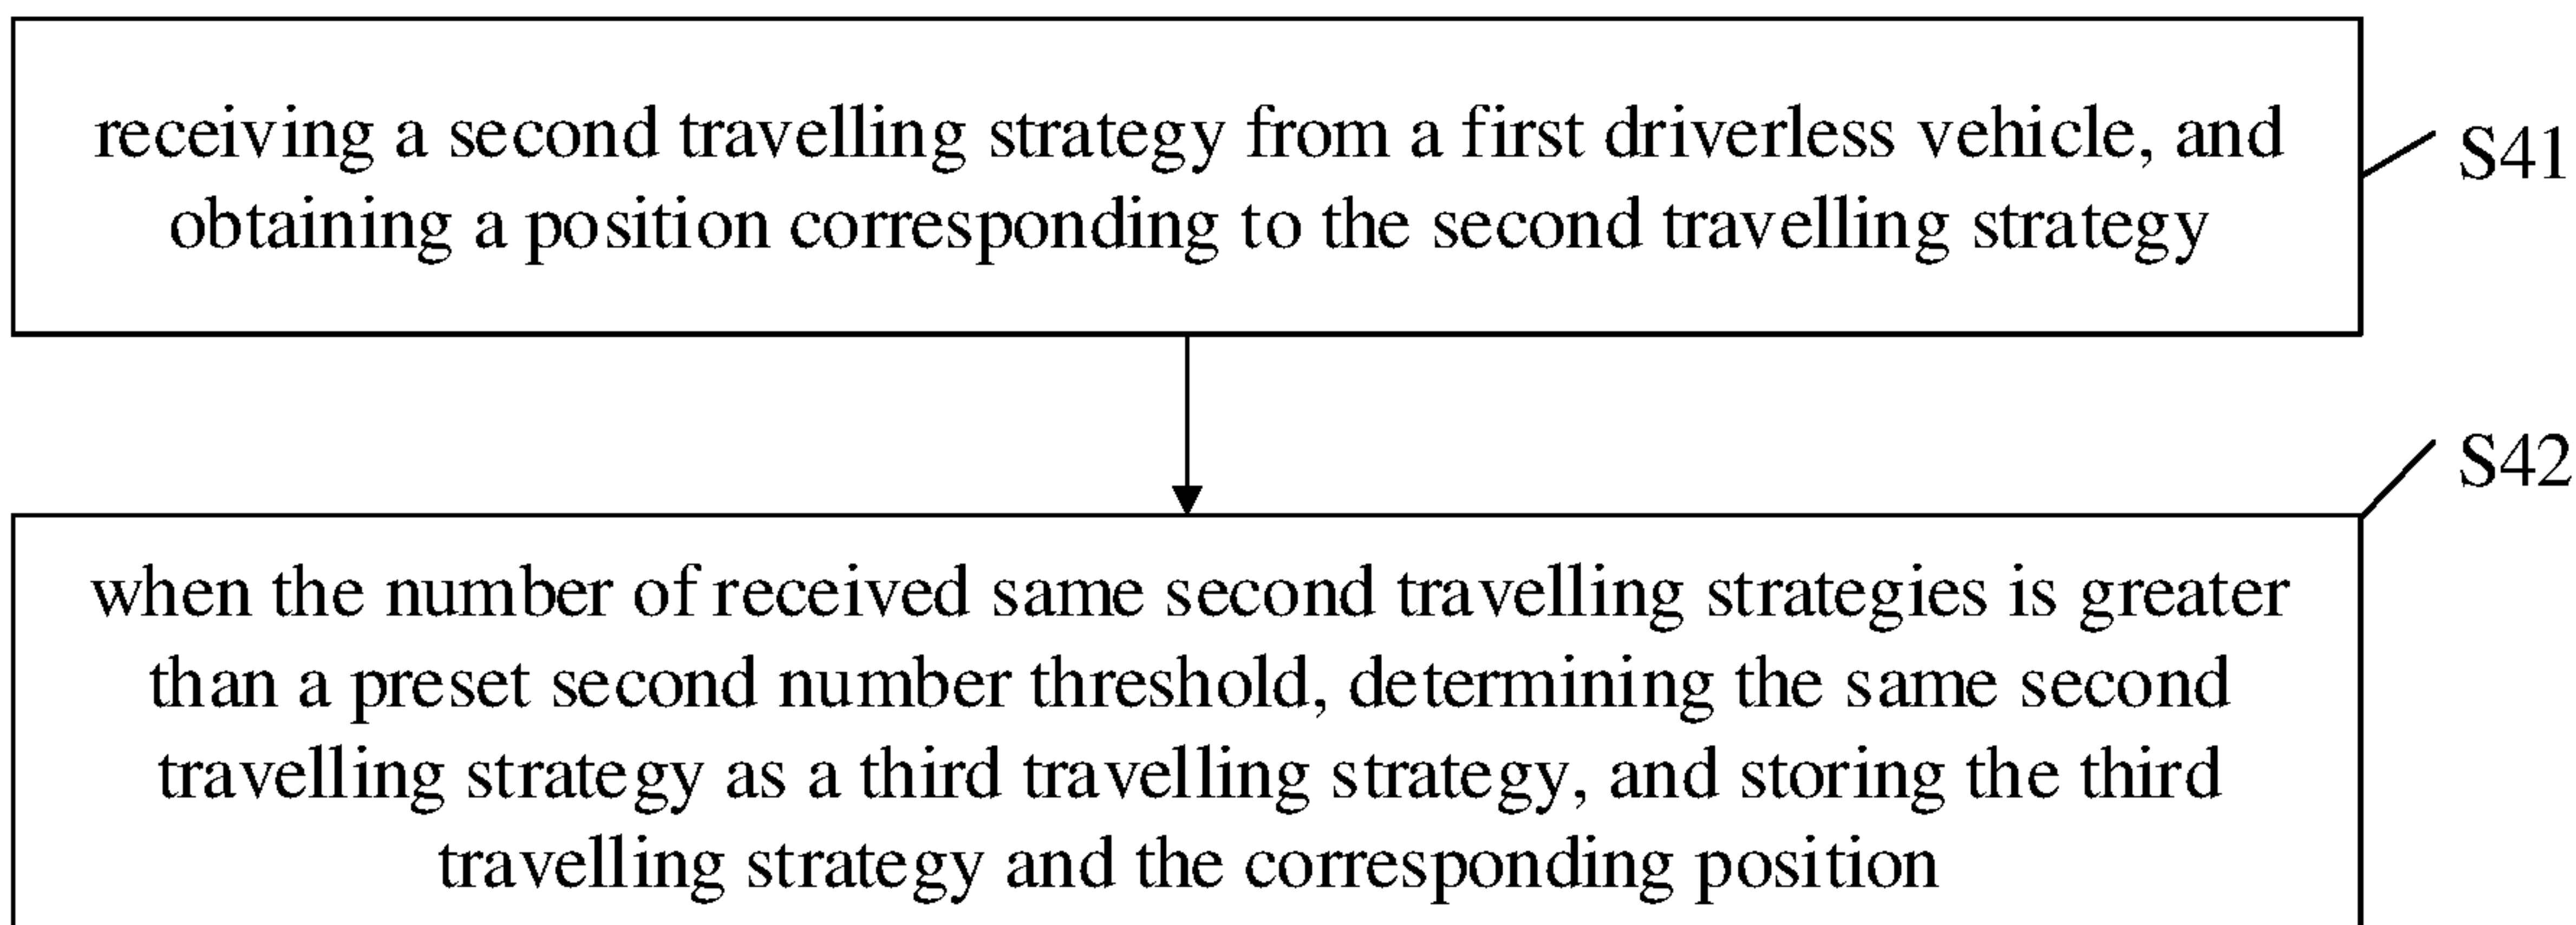 receiving a second travelling strategy from a first driverless vehicle, and
obtaining a position corresponding to the second travelling strategy
S41
S42
when the number of received same second travelling strategies is greater
than a preset second number threshold, determining the same second
travelling strategy as a third travelling strategy, and storing the third
travelling strategy and the corresponding position